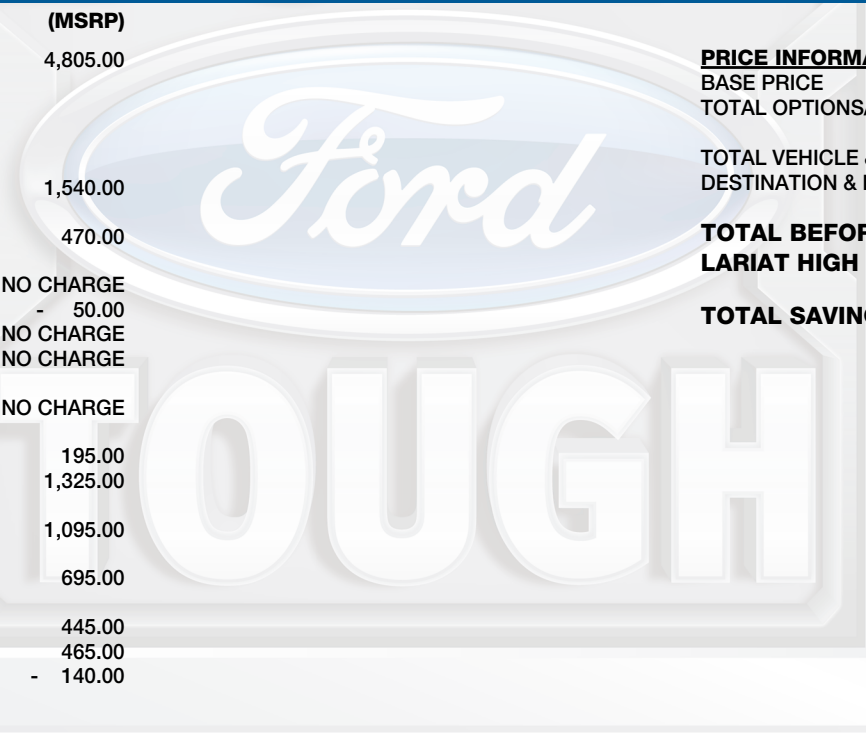 (MSRP)
4,805.00
1,540.00
470.00
NO CHARGE
- 50.00
NO CHARGE
NO CHARGE
NO CHARGE
195.00
1,325.00
1,095.00
695.00
445.00
465.00
- 140.00
PRICE INFORMA
BASE PRICE
TOTAL OPTIONS/
TOTAL VEHICLE &
DESTINATION &
TOTAL BEFOR
LARIAT HIGH
TOTAL SAVING
Ford
TOUGH